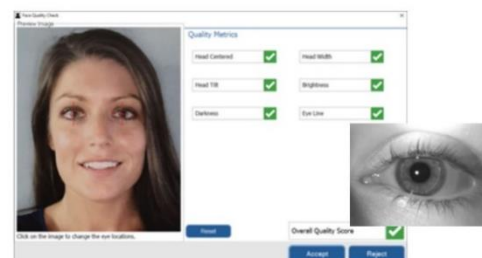 Face Quality Check
Preview Image
Quality Metrics
Head Centered
Head Width
Head Tilt
Brightness
Darkness
Eye Line
Click on the image to change the eye locations.
Reset
Overall Quality Score
Accept
Reject